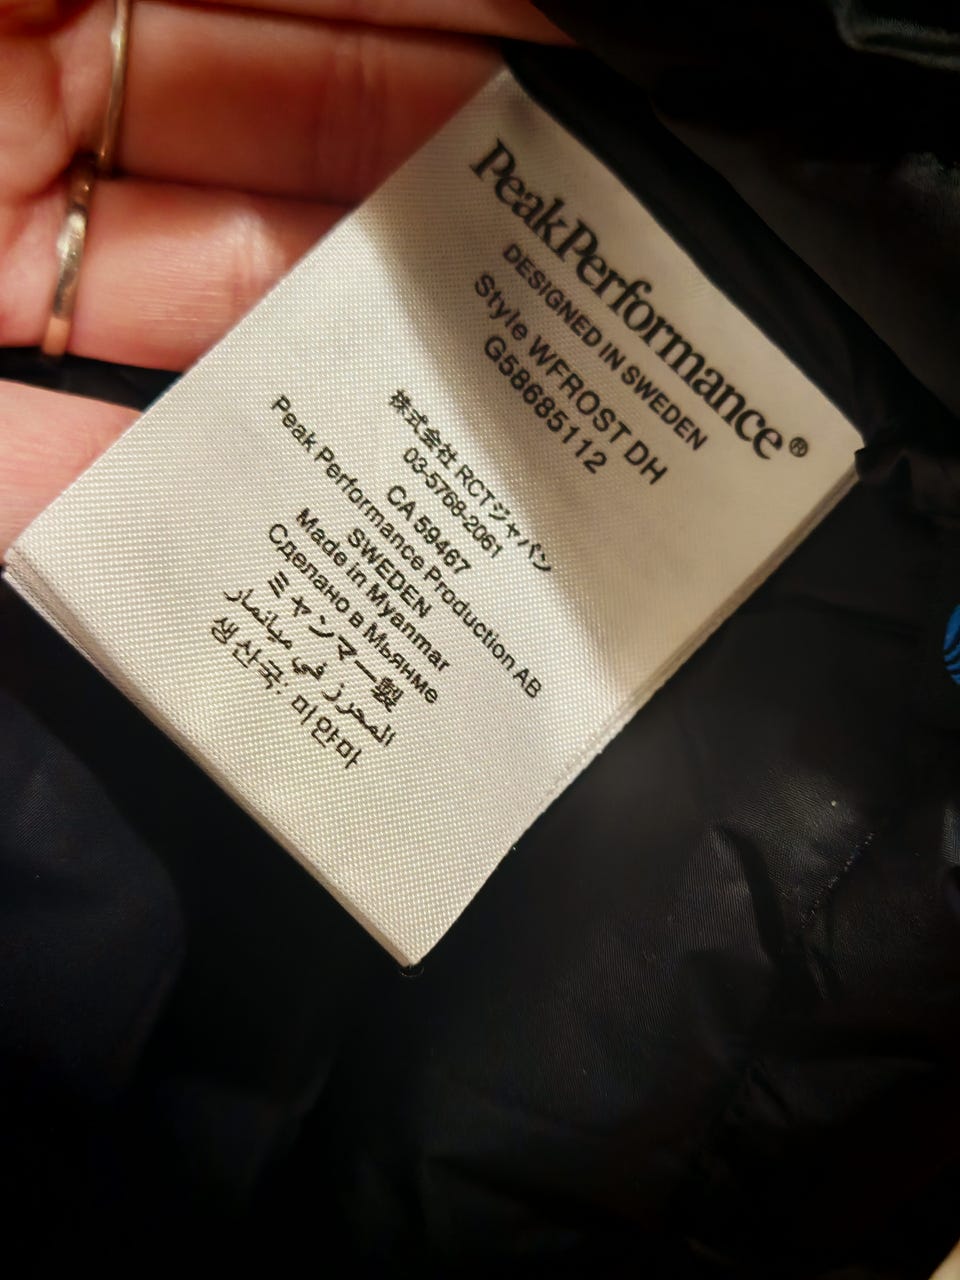 PeakPerformance®
DESIGNED IN SWEDEN
Style WFROST DH
G58685112
株式会社 RCTジャパン
03-5768-2061
CA 59467
Peak Performance Production AB
SWEDEN
Made in Myanmar
Сделано в Мьянме
ミャンマー製
المحرز في ميانمار
생산국: 미얀마